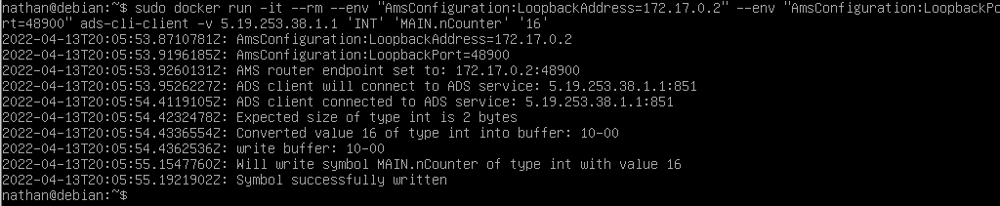 nathan@debian:~$ sudo docker run -it --rm --env "AmsConfiguration:LoopbackAddress=172.17.0.2" --env "AmsConfiguration:LoopbackPo
rt=48900" ads-cli-client -v 5.19.253.38.1.1 'INT' 'MAIN.nCounter' '16'
2022-04-13T20:05:53.8710781Z: AmsConfiguration:LoopbackAddress=172.17.0.2
2022-04-13T20:05:53.9196185Z: AmsConfiguration:LoopbackPort=48900
2022-04-13T20:05:53.9260131Z: AMS router endpoint set to: 172.17.0.2:48900
2022-04-13T20:05:53.9526227Z: ADS client will connect to ADS service: 5.19.253.38.1.1:851
2022-04-13T20:05:54.4119105Z: ADS client connected to ADS service: 5.19.253.38.1.1:851
2022-04-13T20:05:54.4232478Z: Expected size of type int is 2 bytes
2022-04-13T20:05:54.4336554Z: Converted value 16 of type int into buffer: 10-00
2022-04-13T20:05:54.4362536Z: write buffer: 10-00
2022-04-13T20:05:55.1547760Z: Will write symbol MAIN.nCounter of type int with value 16
2022-04-13T20:05:55.1921902Z: Symbol successfully written
nathan@debian:~$